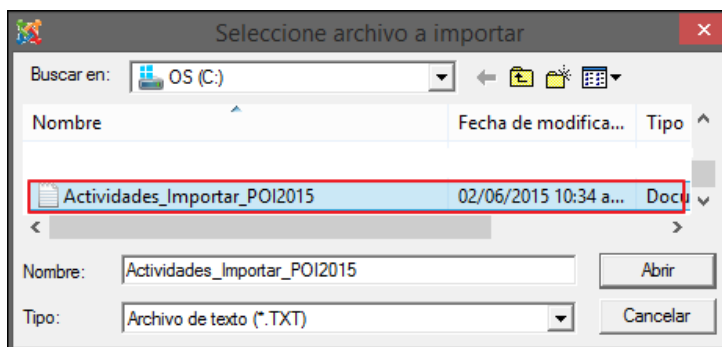 Seleccione archivo a importar
Buscar en: OS (C:)
Nombre Fecha de modifica... Tipo
Actividades_Importar_POI2015 02/06/2015 10:34 a... Docu
Nombre: Actividades_Importar_POI2015 Abrir
Tipo: Archivo de texto (*.TXT) Cancelar